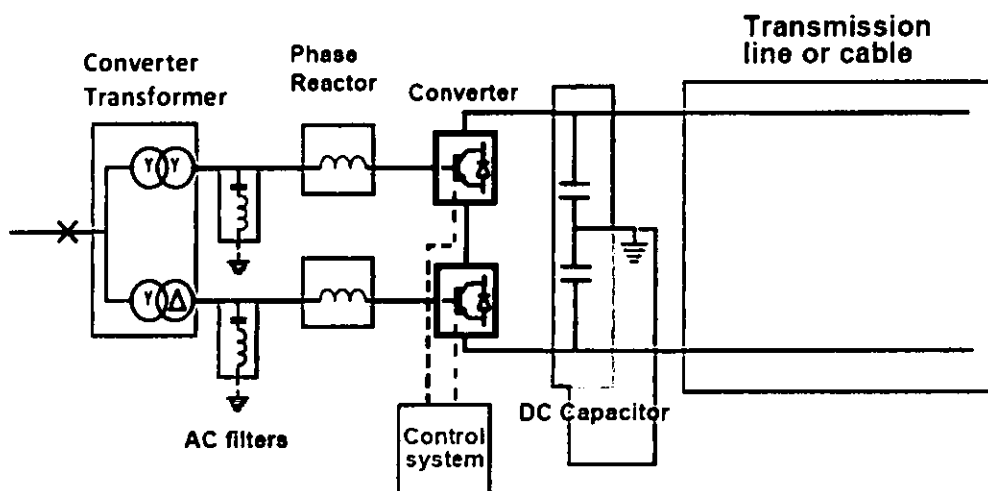 Transmission
line or cable
Converter
Transformer
Phase
Reactor
Converter
Y Y
Y Δ
AC filters
Control
system
DC Capacitor